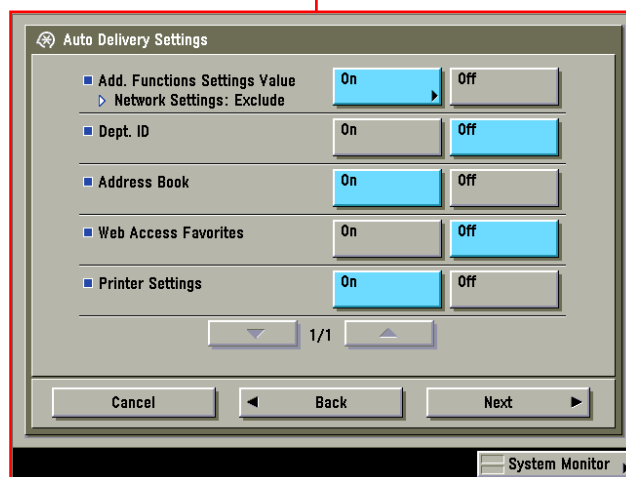 Auto Delivery Settings
Add. Functions Settings Value On Off
Network Settings: Exclude
Dept. ID On Off
Address Book On Off
Web Access Favorites On Off
Printer Settings On Off
1/1
Cancel Back Next
System Monitor